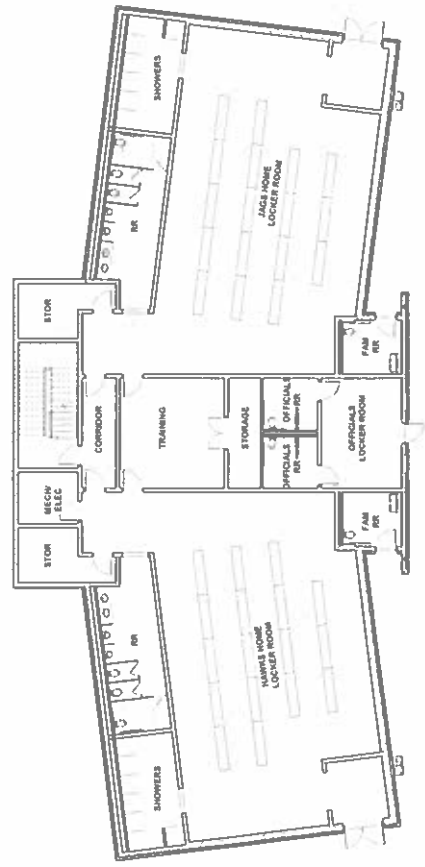 SHOWERS
RR
JAGS HOME
LOCKER ROOM
STOR
FAM
RR
CORRIDOR
TRAINING
STORAGE
OFFICIALS
RR
OFFICIALS
RR
OFFICIALS
LOCKER ROOM
MECH/
ELEC
STOR
FAM
RR
RR
HAWKS HOME
LOCKER ROOM
SHOWERS